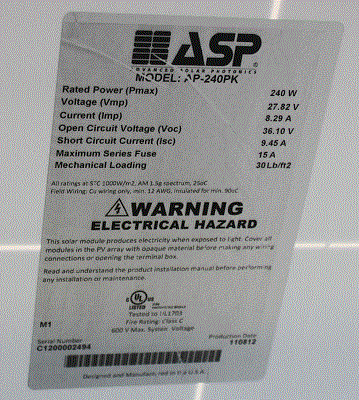 ASP
ADVANCED SOLAR PHOTONICS
MODEL: AP-240PK
Rated Power (Pmax) 240 W
Voltage (Vmp) 27.82 V
Current (Imp) 8.29 A
Open Circuit Voltage (Voc) 36.10 V
Short Circuit Current (Isc) 9.45 A
Maximum Series Fuse 15 A
Mechanical Loading 30 Lb/ft2
All ratings at STC 1000W/m2, AM 1.5g spectrum, 25oC
Field Wiring: Cu wiring only, min. 12 AWG, insulated for min. 90oC
WARNING
ELECTRICAL HAZARD
This solar module produces electricity when exposed to light. Cover all
modules in the PV array with opaque material before making any wiring
connections or opening the terminal box.
Read and understand the product installation manual before performing
any installation or maintenance.
C UL US
LISTED
Tested to UL1703
Fire Rating: Class C
600 V Max. System Voltage
M1
Serial Number
C1200002494
Production Date
110812
Designed and Manufactured in the U.S.A.